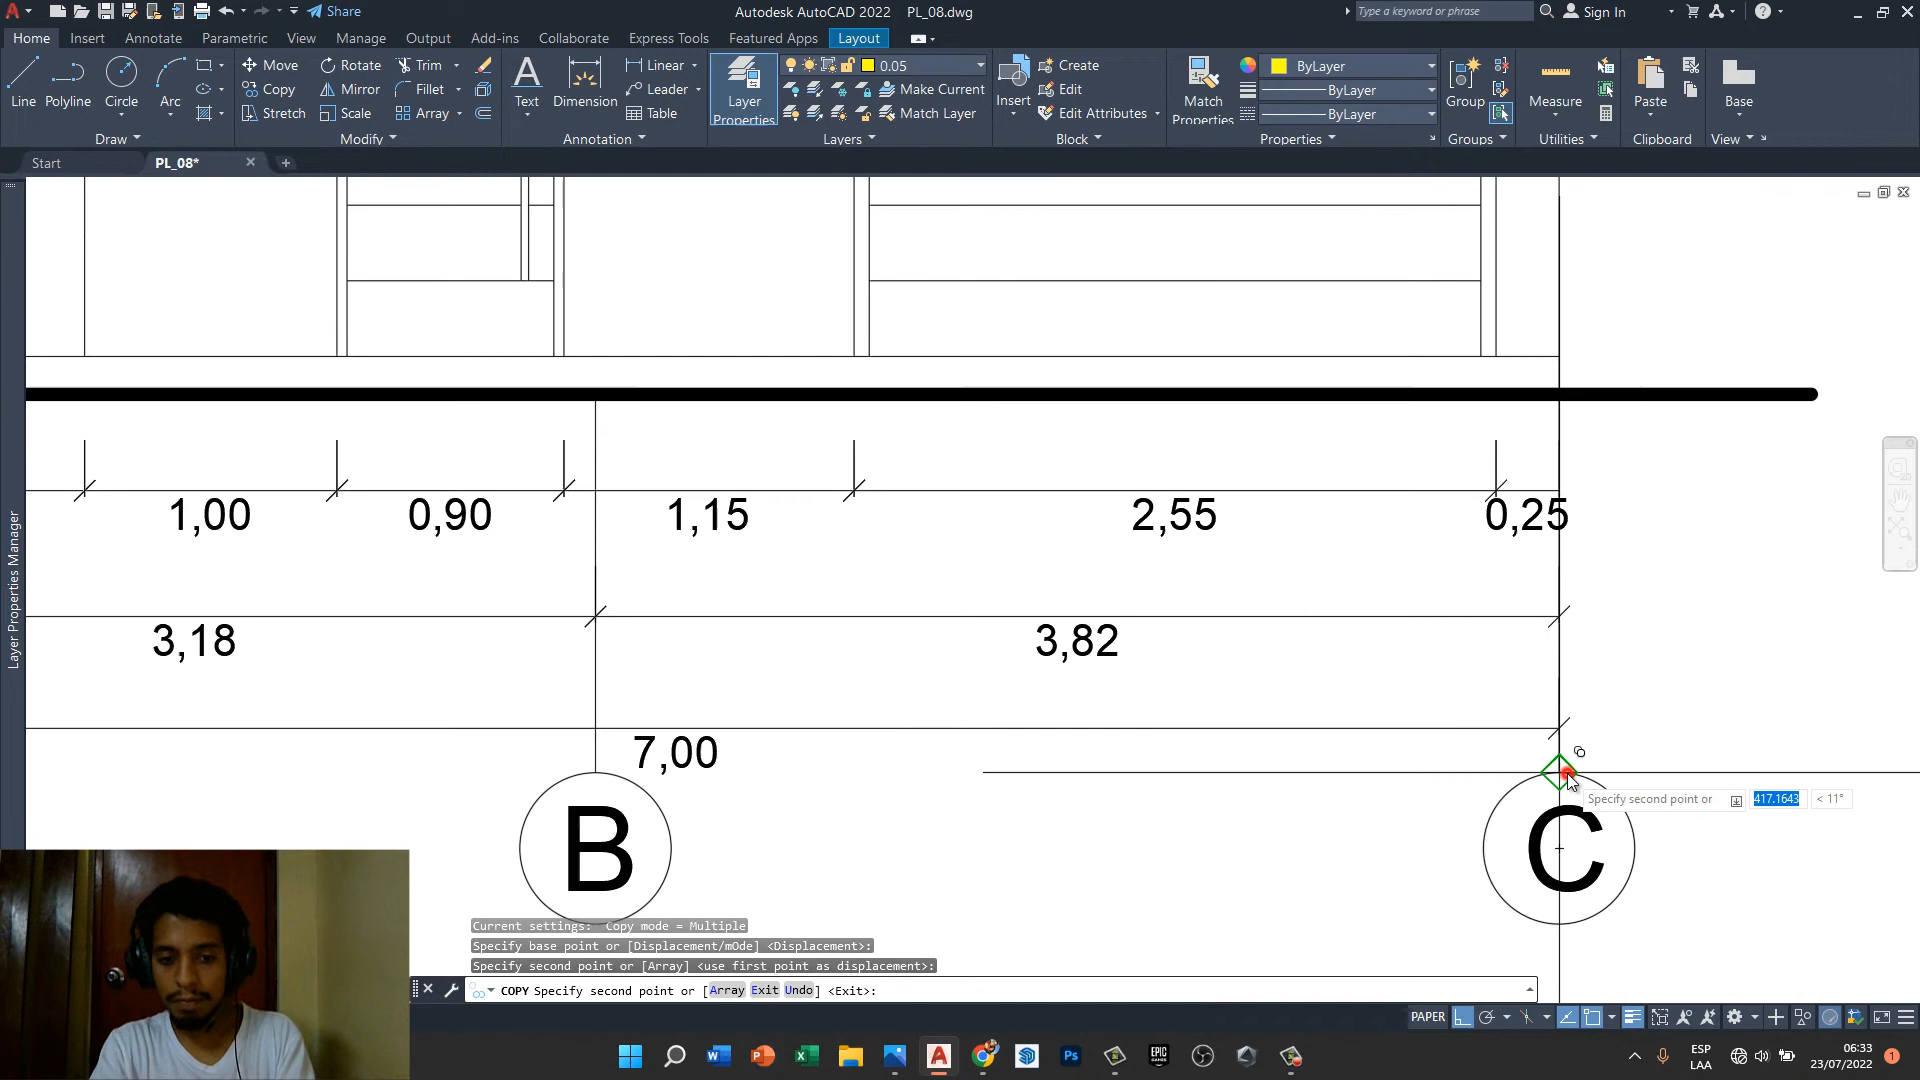 Share
Autodesk AutoCAD 2022 PL_08.dwg
Type a keyword or phrase
Sign In
Home Insert Annotate Parametric View Manage Output Add-ins Collaborate Express Tools Featured Apps Layout
Line Polyline Circle Arc
Move Rotate Trim
Copy Mirror Fillet
Stretch Scale Array
Text Dimension
Linear
Leader
Table
Layer Properties
0.05
Make Current
Match Layer
Insert
Create
Edit
Edit Attributes
Match Properties
ByLayer
ByLayer
ByLayer
Group
Measure
Paste
Base
Draw Modify Annotation Layers Block Properties Groups Utilities Clipboard View
Start PL_08*
Layer Properties Manager
1,00 0,90 1,15 2,55 0,25
3,18 3,82
7,00
Specify second point or 417.1643 < 11°
B C
Current settings: Copy mode = Multiple
Specify base point or [Displacement/mOde] <Displacement>:
Specify second point or [Array] <use first point as displacement>:
COPY Specify second point or [Array Exit Undo] <Exit>:
PAPER
EPIC GAMES
ESP
LAA
06:33
23/07/2022
1